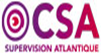 CSA
SUPERVISION ATLANTIQUE